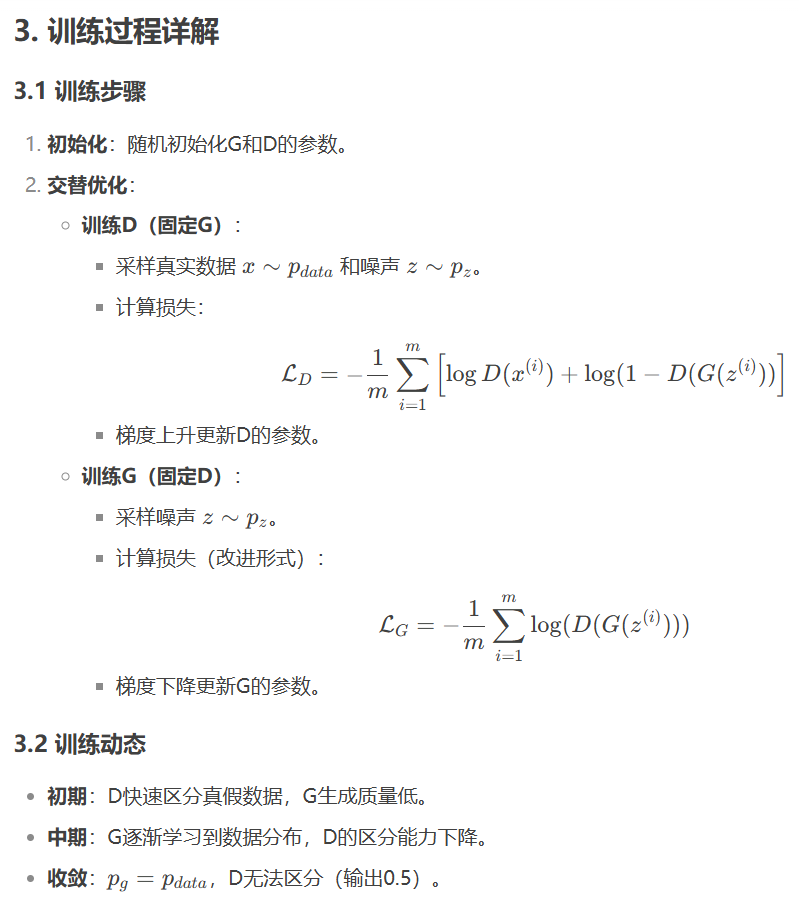 3. 训练过程详解
3.1 训练步骤
1. 初始化：随机初始化G和D的参数。
2. 交替优化：
训练D（固定G）：
采样真实数据 x ∼ p_{data} 和噪声 z ∼ p_z。
计算损失：
\mathcal{L}_D = -\frac{1}{m} \sum_{i=1}^{m} \left[ \log D(x^{(i)}) + \log(1 - D(G(z^{(i)})) \right]
梯度上升更新D的参数。
训练G（固定D）：
采样噪声 z ∼ p_z。
计算损失（改进形式）：
\mathcal{L}_G = -\frac{1}{m} \sum_{i=1}^{m} \log(D(G(z^{(i)})))
梯度下降更新G的参数。
3.2 训练动态
初期：D快速区分真假数据，G生成质量低。
中期：G逐渐学习到数据分布，D的区分能力下降。
收敛：p_g = p_{data}，D无法区分（输出0.5）。